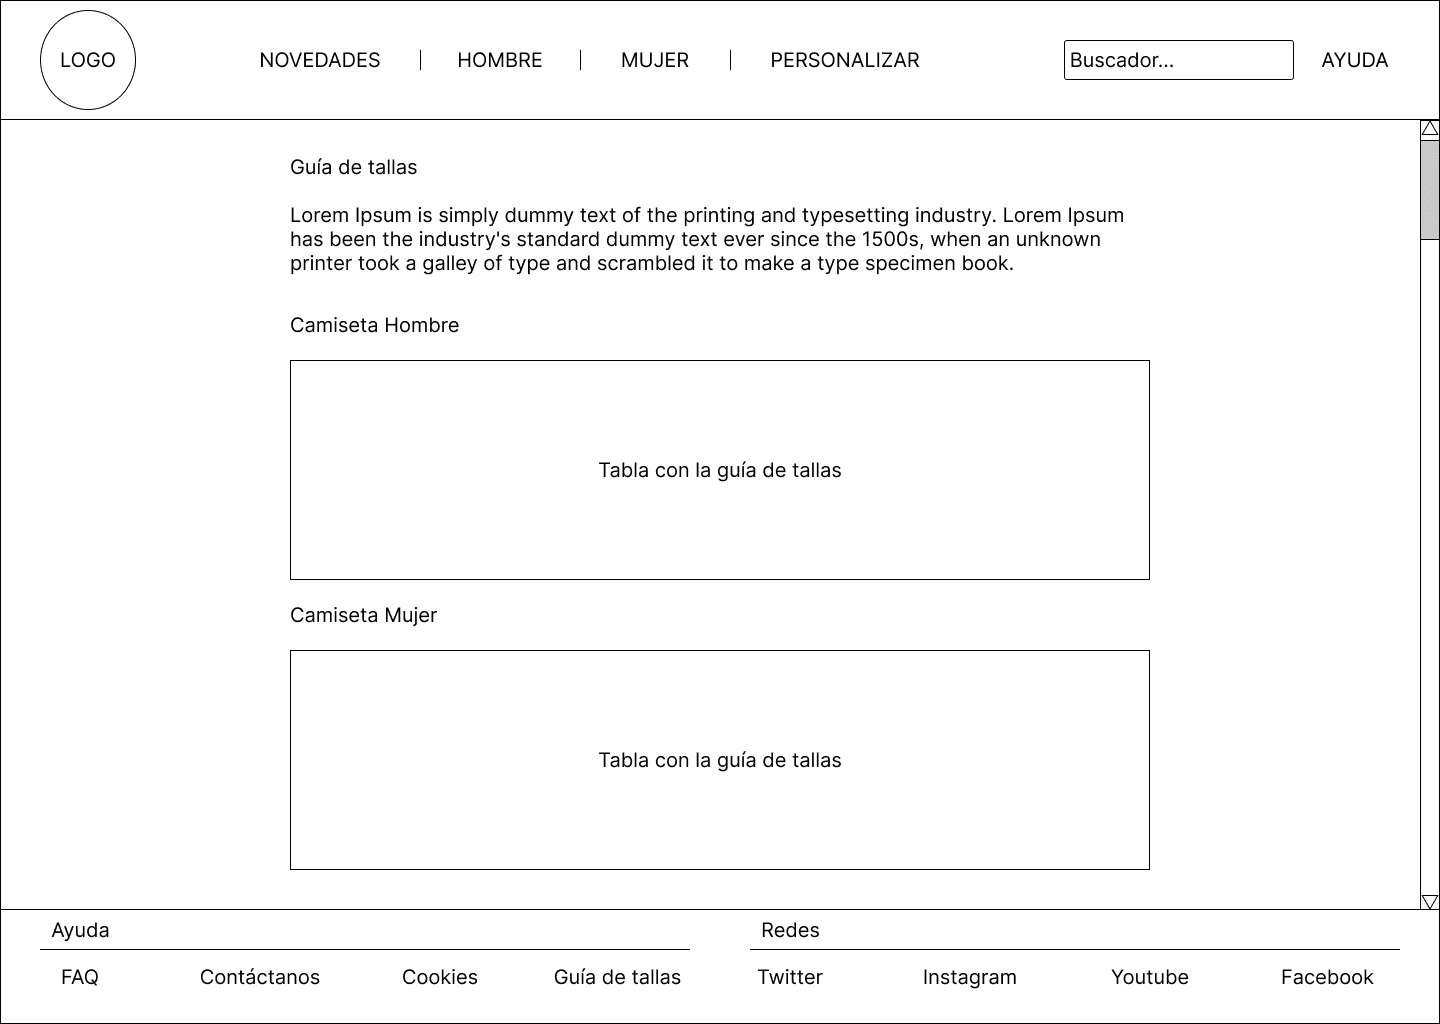 LOGO
NOVEDADES
HOMBRE
MUJER
PERSONALIZAR
Buscador...
AYUDA
Guía de tallas
Lorem Ipsum is simply dummy text of the printing and typesetting industry. Lorem Ipsum
has been the industry's standard dummy text ever since the 1500s, when an unknown
printer took a galley of type and scrambled it to make a type specimen book.
Camiseta Hombre
Tabla con la guía de tallas
Camiseta Mujer
Tabla con la guía de tallas
Ayuda
FAQ
Contáctanos
Cookies
Guía de tallas
Redes
Twitter
Instagram
Youtube
Facebook